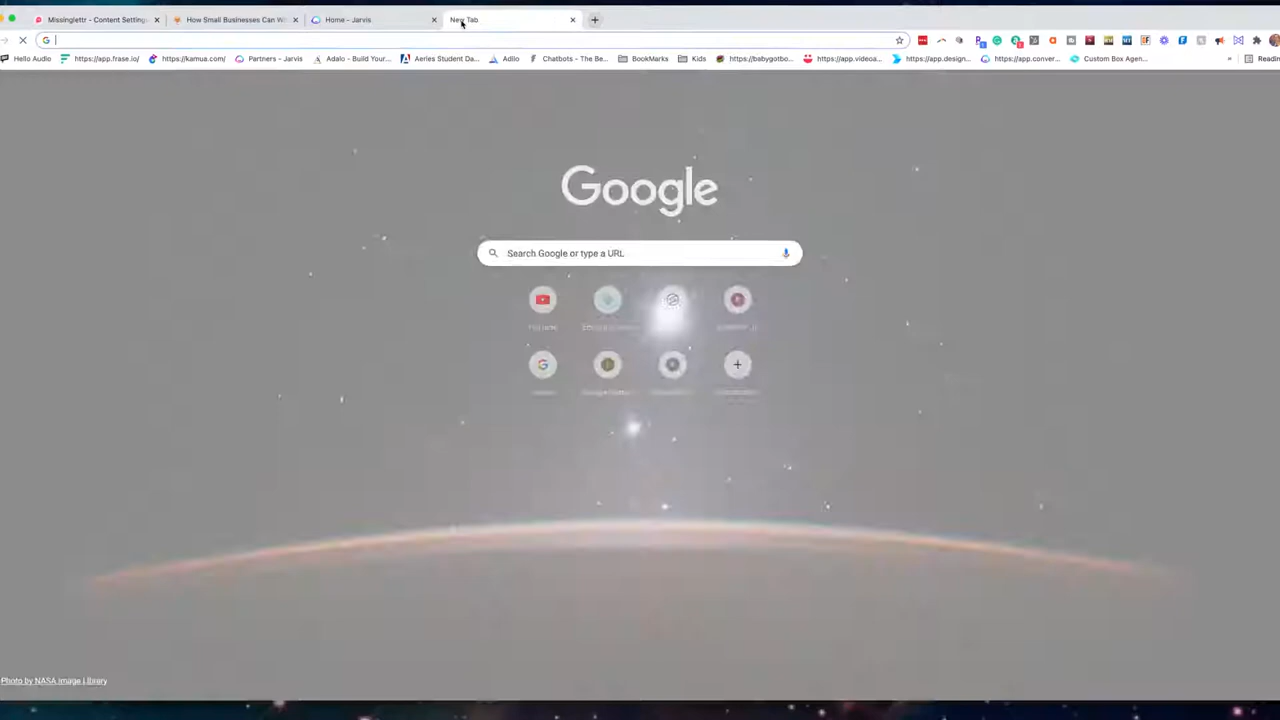 Missinglettr - Content Setting
How Small Businesses Can W
Home - Jarvis
New Tab
Hello Audio
https://app.frase.io/
https://kamua.com/
Partners - Jarvis
Adalo - Build Your...
Aeries Student Da...
Adilo
Chatbots - The Be...
BookMarks
Kids
https://babygotbo...
https://app.videoa...
https://app.design...
https://app.conver...
Custom Box Agen...
»
Readin
Google
Search Google or type a URL
Photo by NASA Image Library